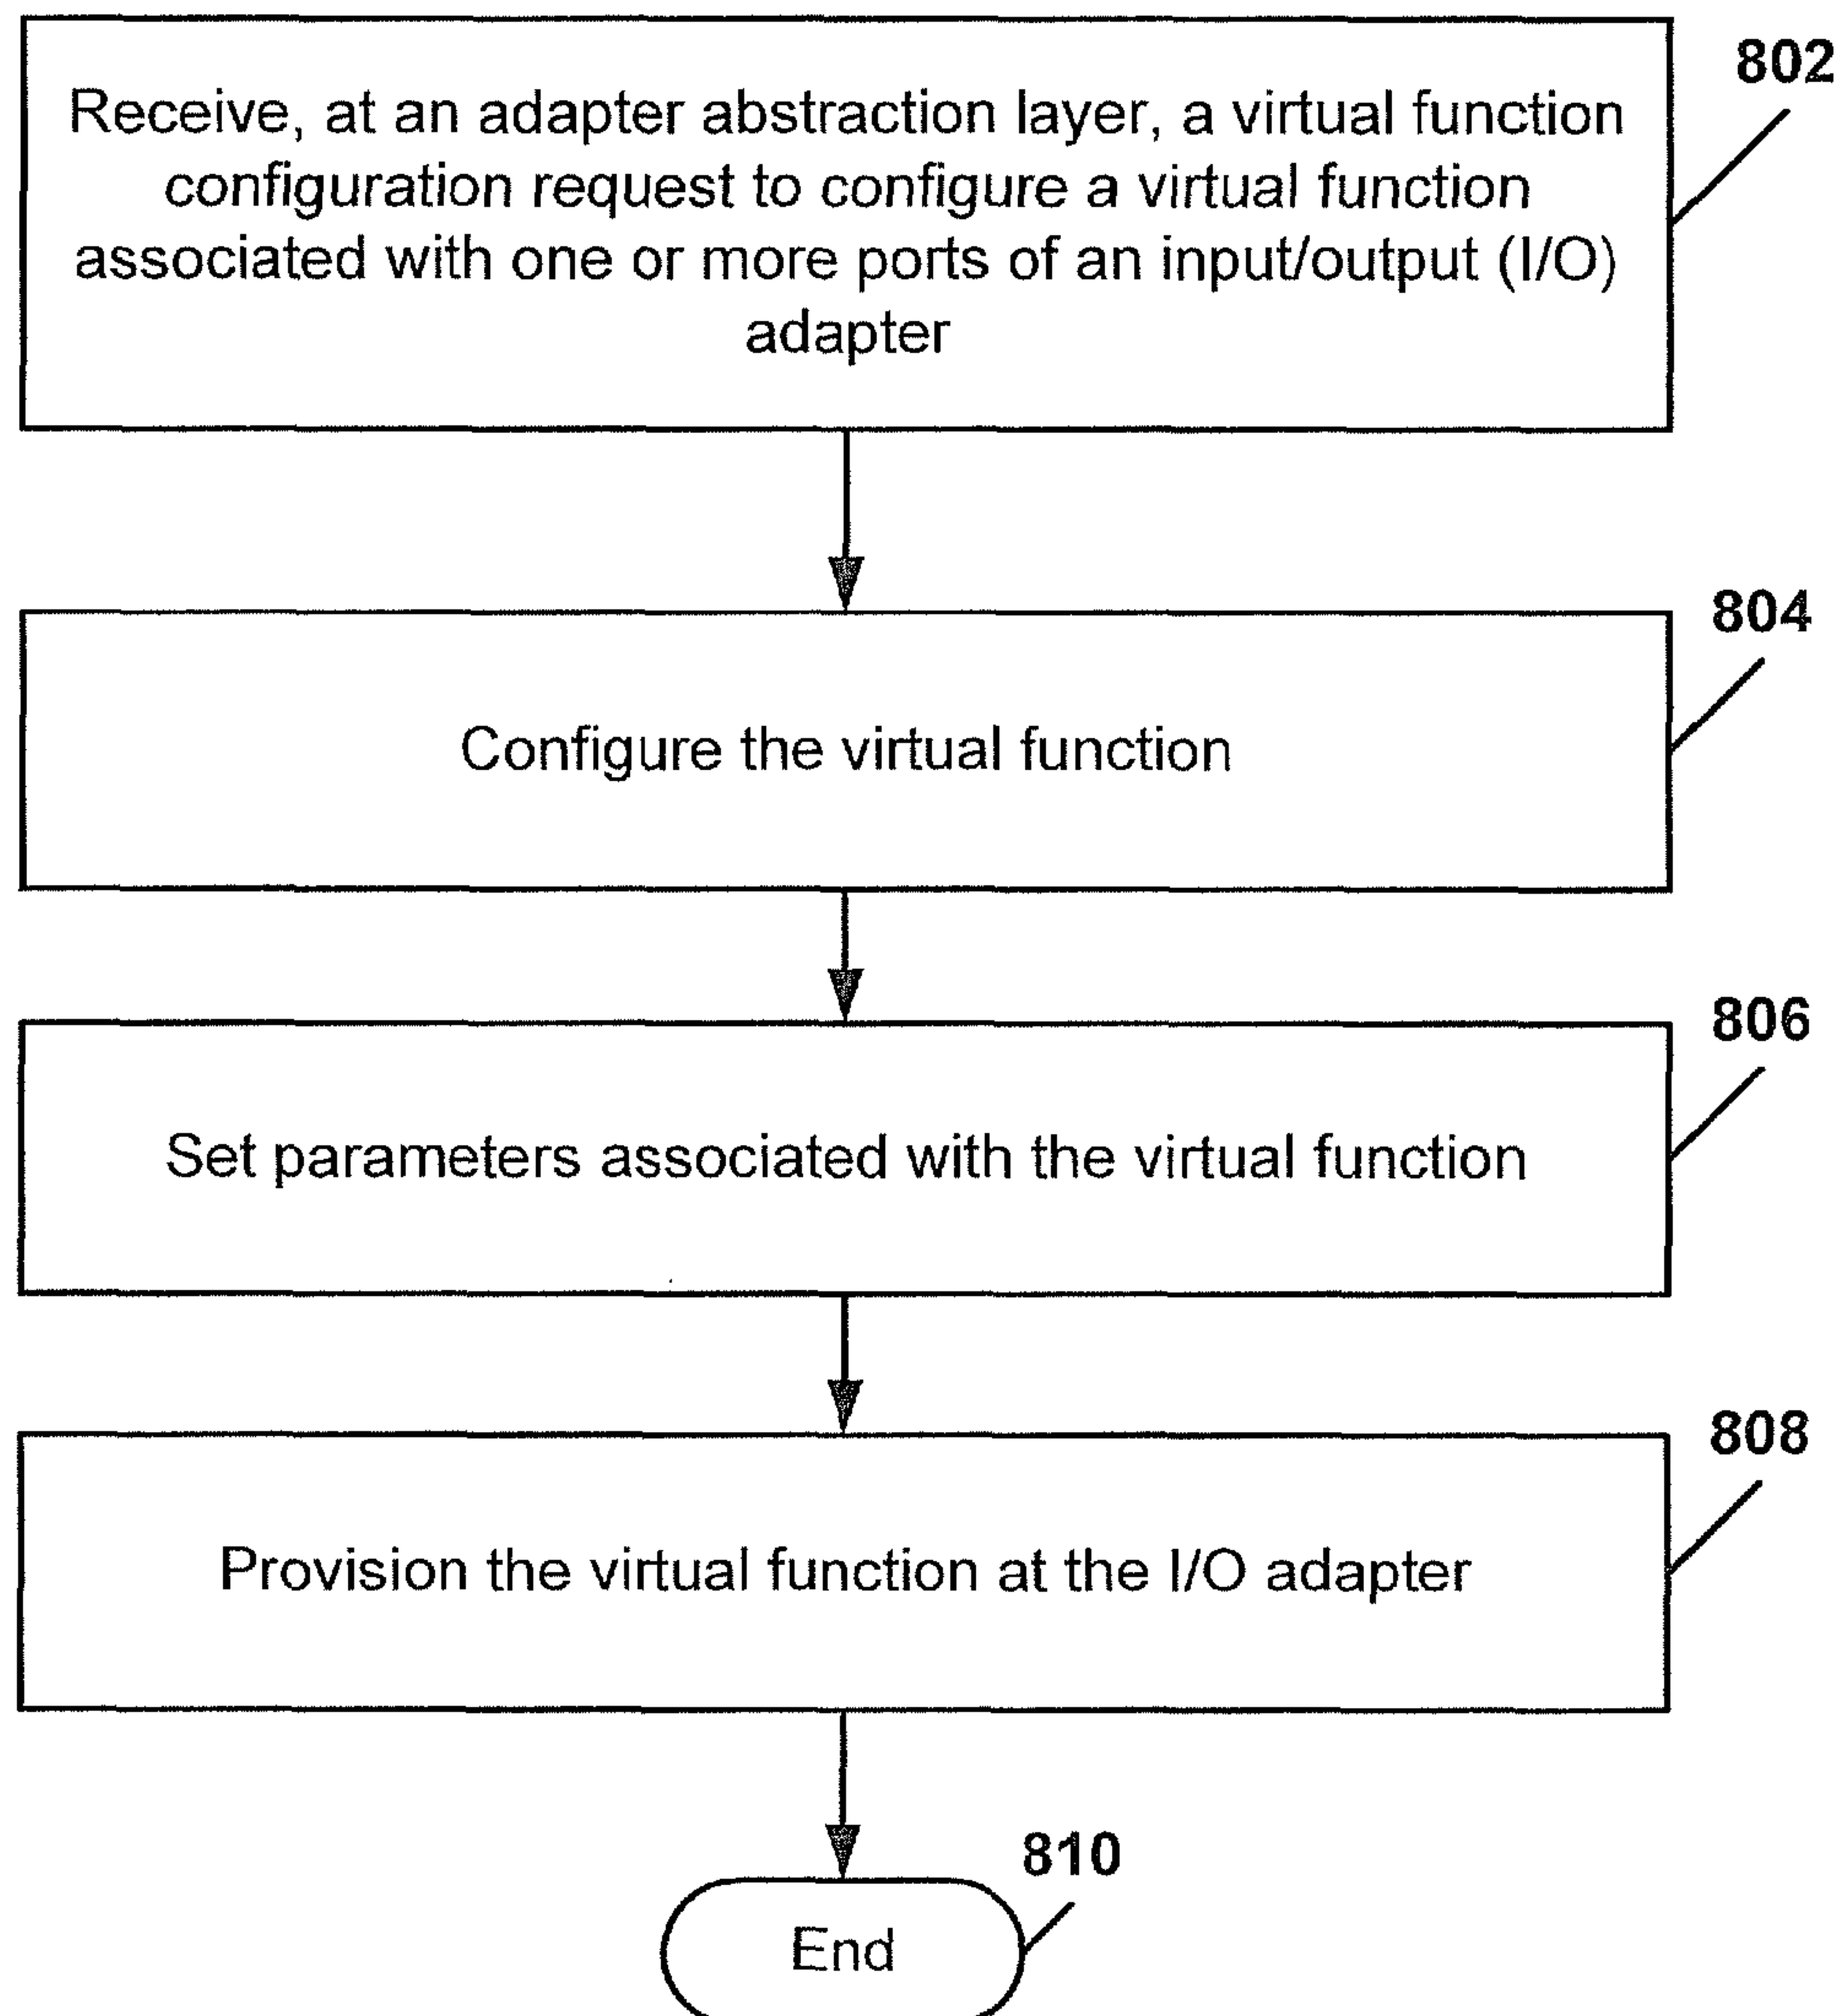 802
Receive, at an adapter abstraction layer, a virtual function
configuration request to configure a virtual function
associated with one or more ports of an input/output (I/O)
adapter
804
Configure the virtual function
806
Set parameters associated with the virtual function
808
Provision the virtual function at the I/O adapter
810
End